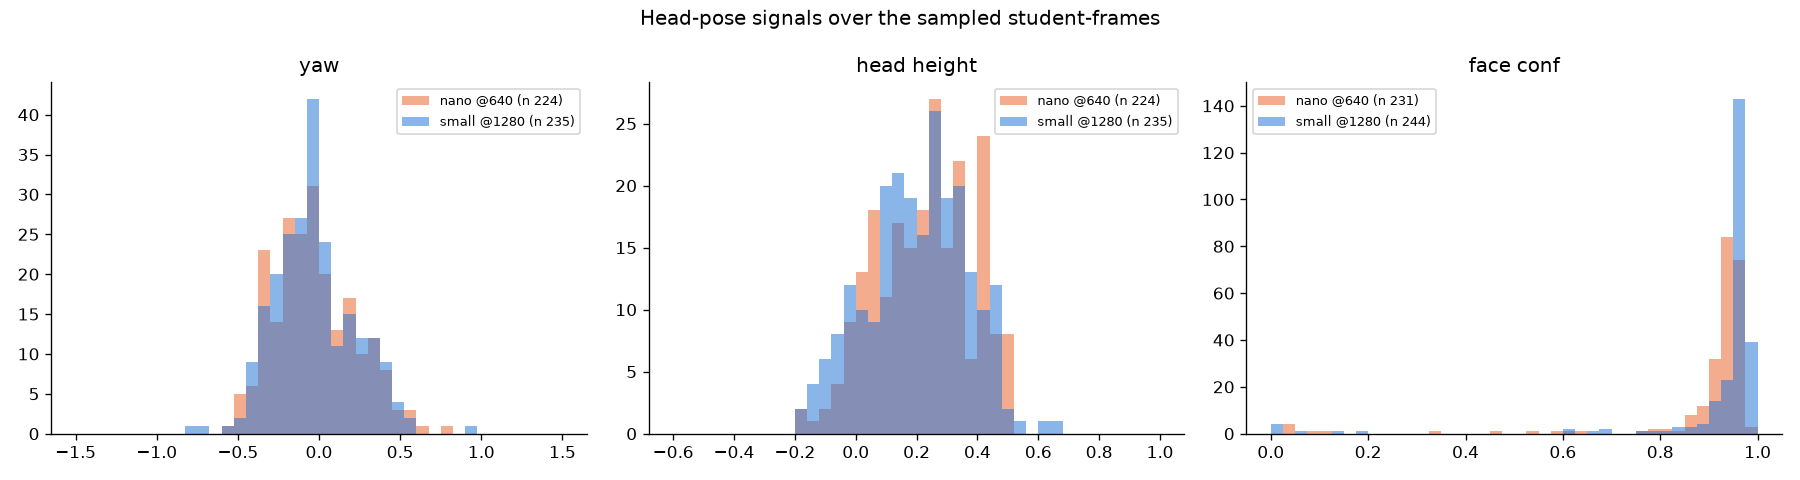 Head-pose signals over the sampled student-frames
yaw
nano @640 (n 224)
small @1280 (n 235)
40
35
30
25
20
15
10
5
0
−1.5 −1.0 −0.5 0.0 0.5 1.0 1.5
head height
nano @640 (n 224)
small @1280 (n 235)
25
20
15
10
5
0
−0.6 −0.4 −0.2 0.0 0.2 0.4 0.6 0.8 1.0
face conf
nano @640 (n 231)
small @1280 (n 244)
140
120
100
80
60
40
20
0
0.0 0.2 0.4 0.6 0.8 1.0